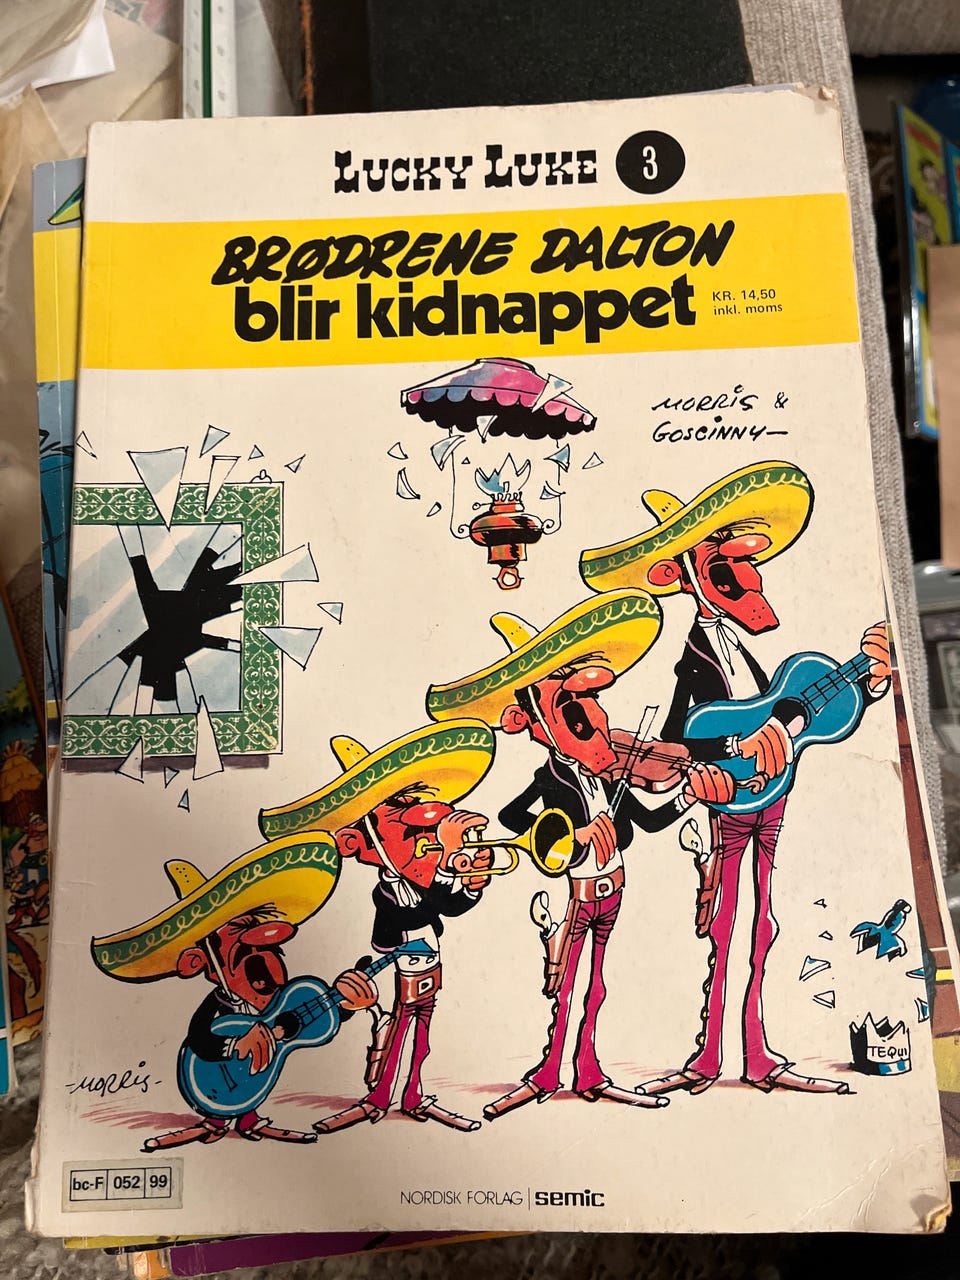 LUCKY LUKE 3
BRØDRENE DALTON
blir kidnappet
KR. 14,50
inkl. moms
MORRIS &
GOSCINNY
TEQUI
-MORRIS-
bc-F 052 99
NORDISK FORLAG | semic